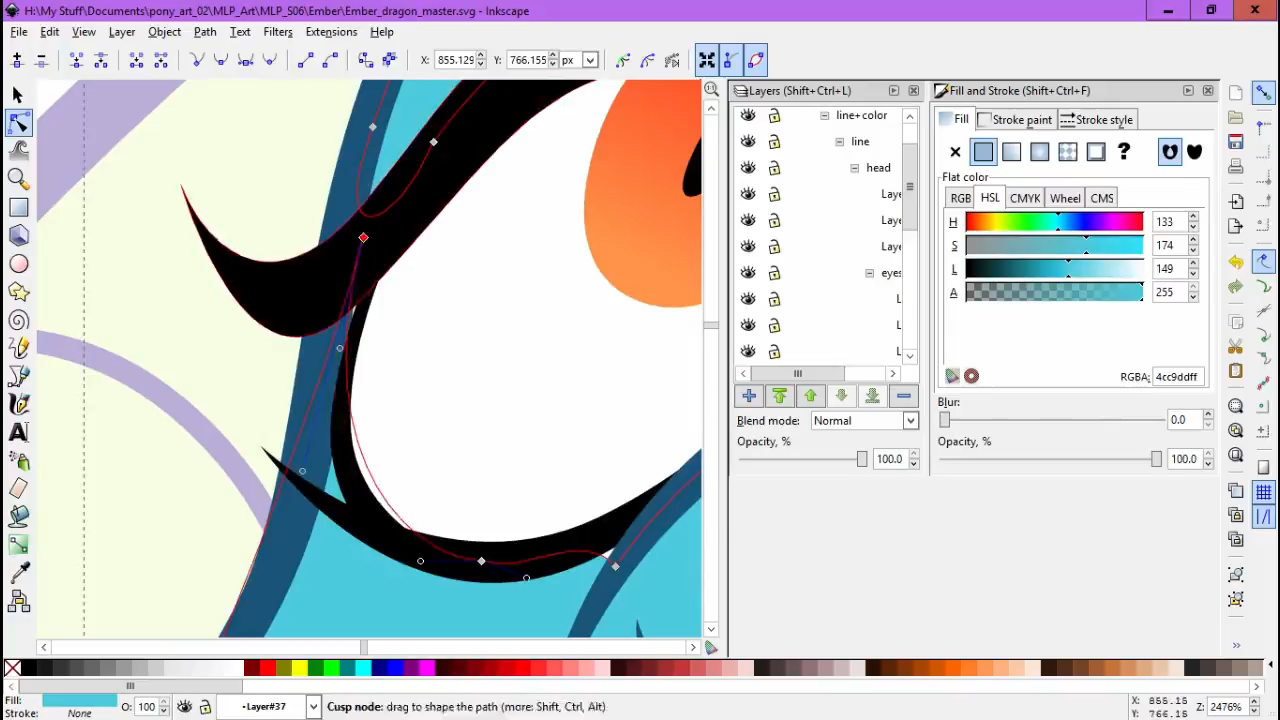 H:\My Stuff\Documents\pony_art_02\MLP_Art\MLP_S06\Ember\Ember_dragon_master.svg - Inkscape
File Edit View Layer Object Path Text Filters Extensions Help
X: 855.129 Y: 766.155 px
Layers (Shift+Ctrl+L) Fill and Stroke (Shift+Ctrl+F)
line+color
line
head
Laye
Laye
Laye
eyes
L
L
L
Blend mode: Normal
Opacity, % 100.0
Fill Stroke paint Stroke style
?
Flat color
RGB HSL CMYK Wheel CMS
H 133
S 174
L 149
A 255
RGBA: 4cc9ddff
Blur: 0.0
Opacity, % 100.0
Fill: O: 100 Layer#37 Cusp node: drag to shape the path (more: Shift, Ctrl, Alt) X: 855.15 Z: 2476%
Stroke: None Y: 766.15